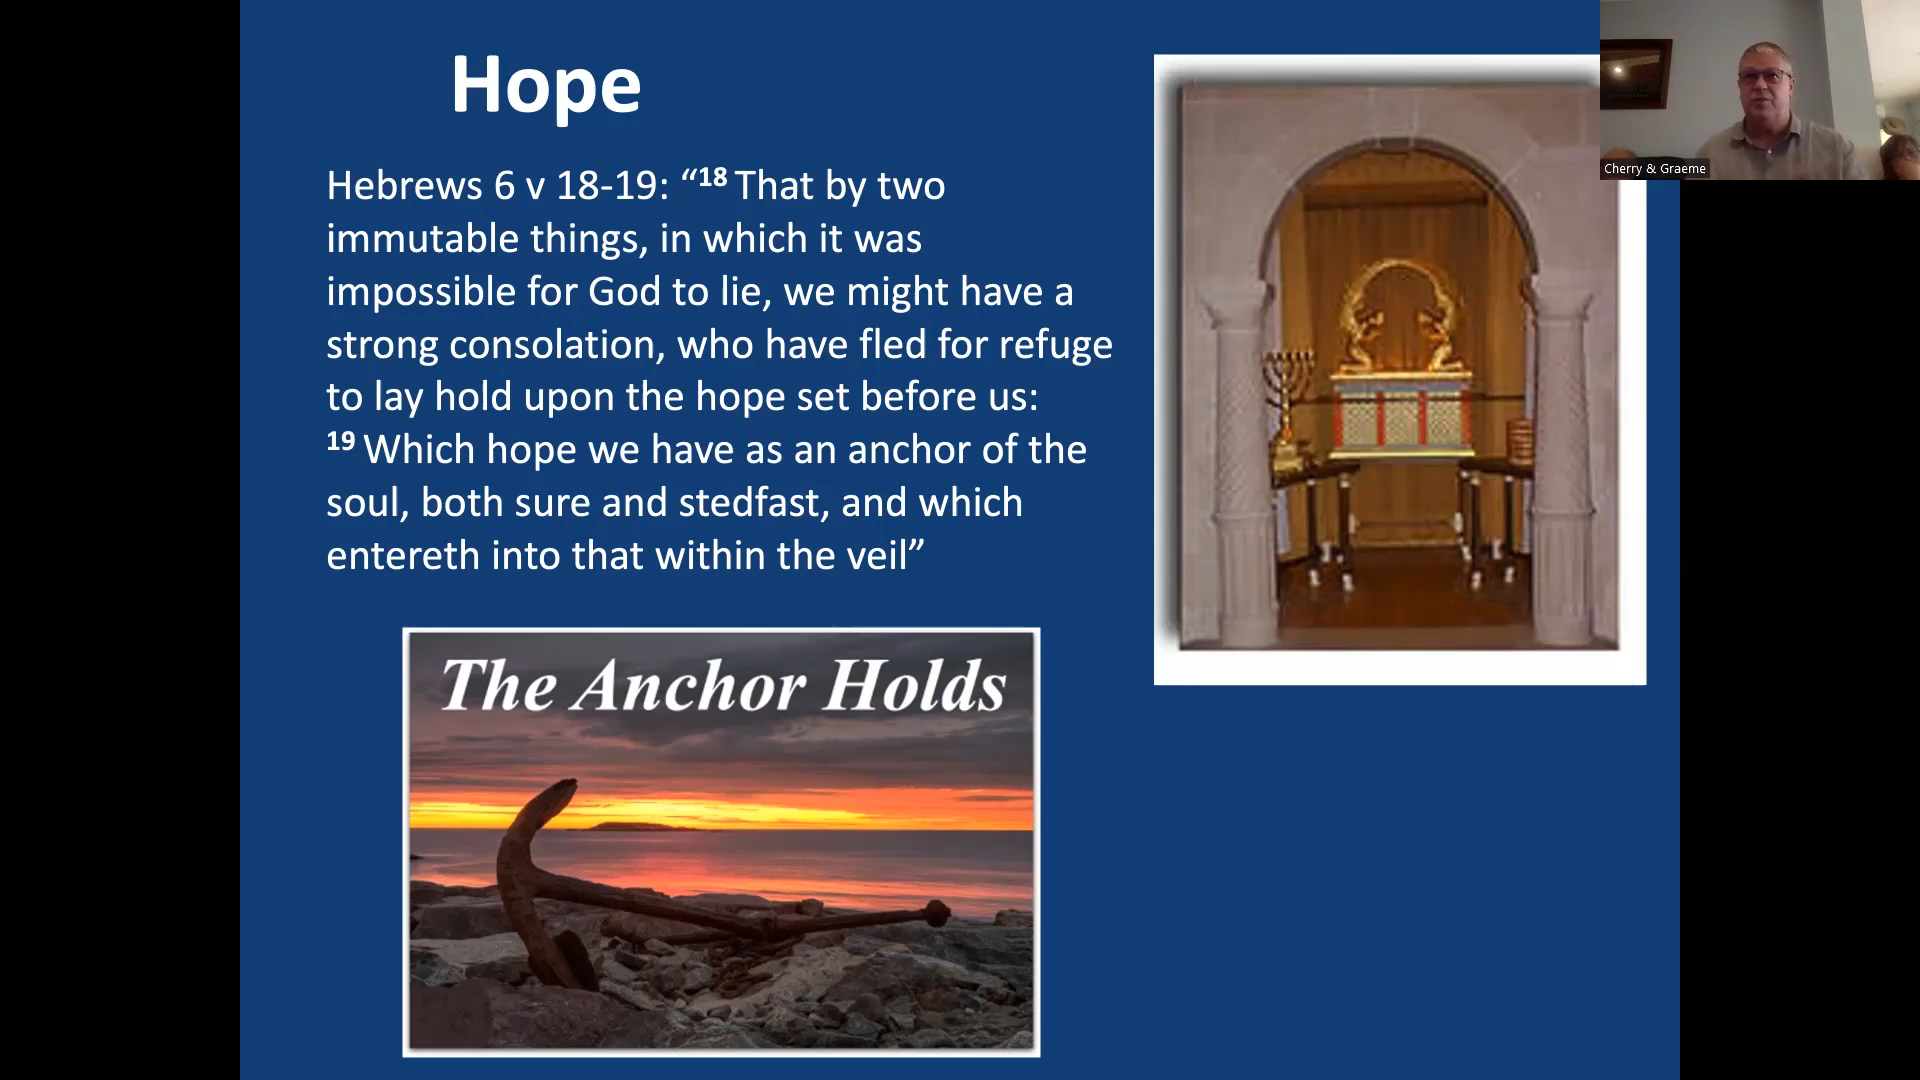 Hope
Hebrews 6 v 18-19: “18 That by two
immutable things, in which it was
impossible for God to lie, we might have a
strong consolation, who have fled for refuge
to lay hold upon the hope set before us:
19 Which hope we have as an anchor of the
soul, both sure and stedfast, and which
entereth into that within the veil”
The Anchor Holds
Cherry & Graeme